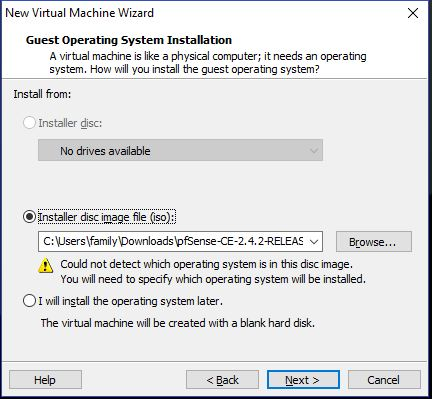 New Virtual Machine Wizard
Guest Operating System Installation
A virtual machine is like a physical computer; it needs an operating
system. How will you install the guest operating system?
Install from:
Installer disc:
No drives available
Installer disc image file (iso):
C:\Users\family\Downloads\pfSense-CE-2.4.2-RELEAS
Browse...
Could not detect which operating system is in this disc image.
You will need to specify which operating system will be installed.
I will install the operating system later.
The virtual machine will be created with a blank hard disk.
Help
< Back
Next >
Cancel